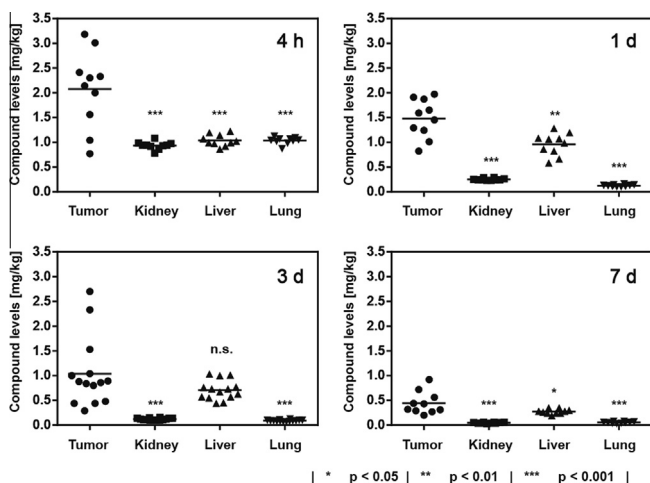 4 h
Compound levels [mg/kg]
3.5
3.0
2.5
2.0
1.5
1.0
0.5
0.0
*** *** ***
Tumor Kidney Liver Lung
1 d
Compound levels [mg/kg]
3.5
3.0
2.5
2.0
1.5
1.0
0.5
0.0
*** ** ***
Tumor Kidney Liver Lung
3 d
Compound levels [mg/kg]
3.5
3.0
2.5
2.0
1.5
1.0
0.5
0.0
*** n.s. ***
Tumor Kidney Liver Lung
7 d
Compound levels [mg/kg]
3.5
3.0
2.5
2.0
1.5
1.0
0.5
0.0
*** * ***
Tumor Kidney Liver Lung
| * p < 0.05 | ** p < 0.01 | *** p < 0.001 |